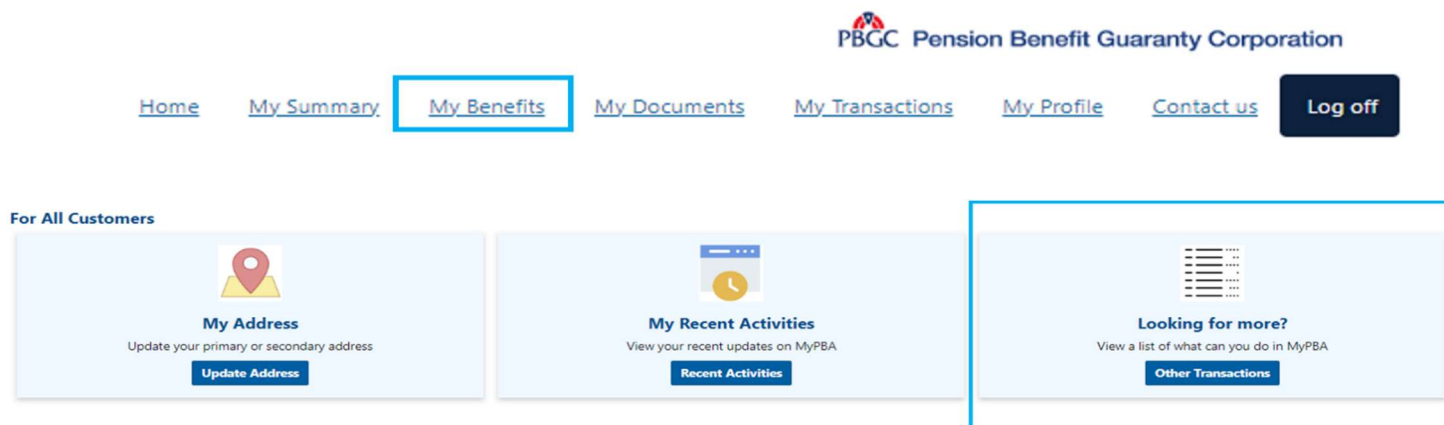 PBGC Pension Benefit Guaranty Corporation
Home My Summary My Benefits My Documents My Transactions My Profile Contact us Log off
For All Customers
My Address
Update your primary or secondary address
Update Address
My Recent Activities
View your recent updates on MyPBA
Recent Activities
Looking for more?
View a list of what can you do in MyPBA
Other Transactions